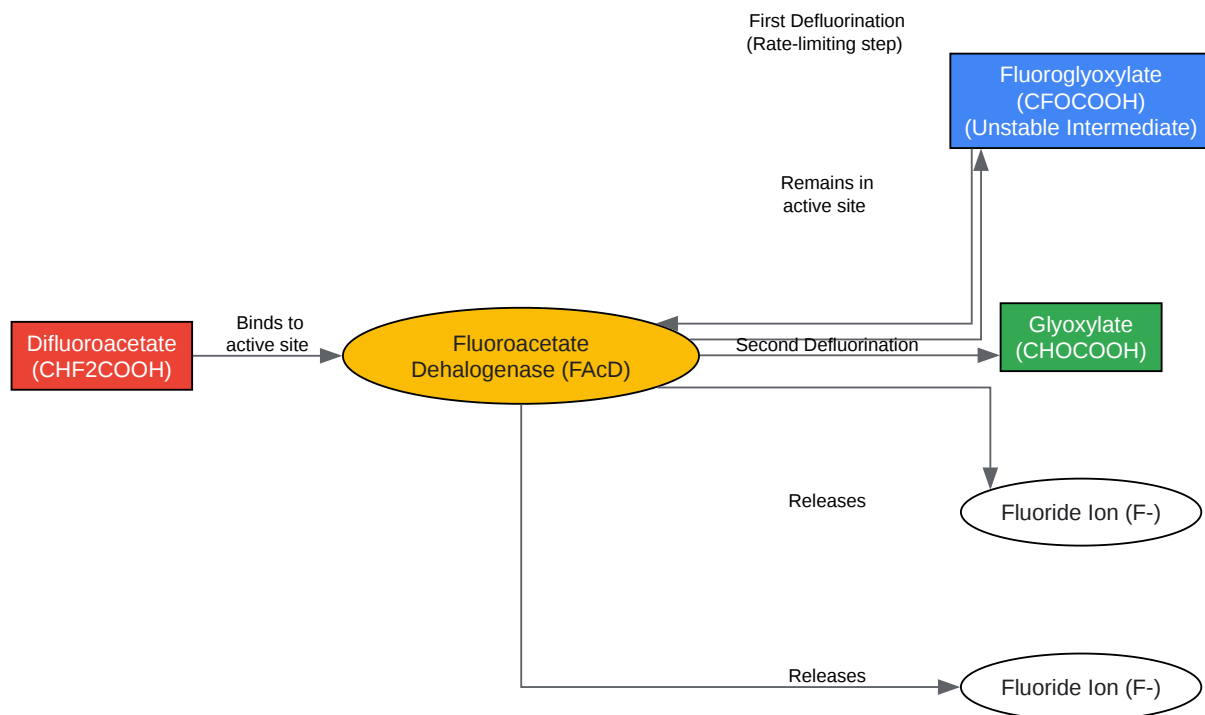 First Defluorination
(Rate-limiting step)
Fluoroglyoxylate
(CFOCOOH)
(Unstable Intermediate)
Remains in
active site
Difluoroacetate
(CHF2COOH)
Binds to
active site
Fluoroacetate
Dehalogenase (FAcD)
Second Defluorination
Glyoxylate
(CHOCOOH)
Releases
Fluoride Ion (F-)
Releases
Fluoride Ion (F-)